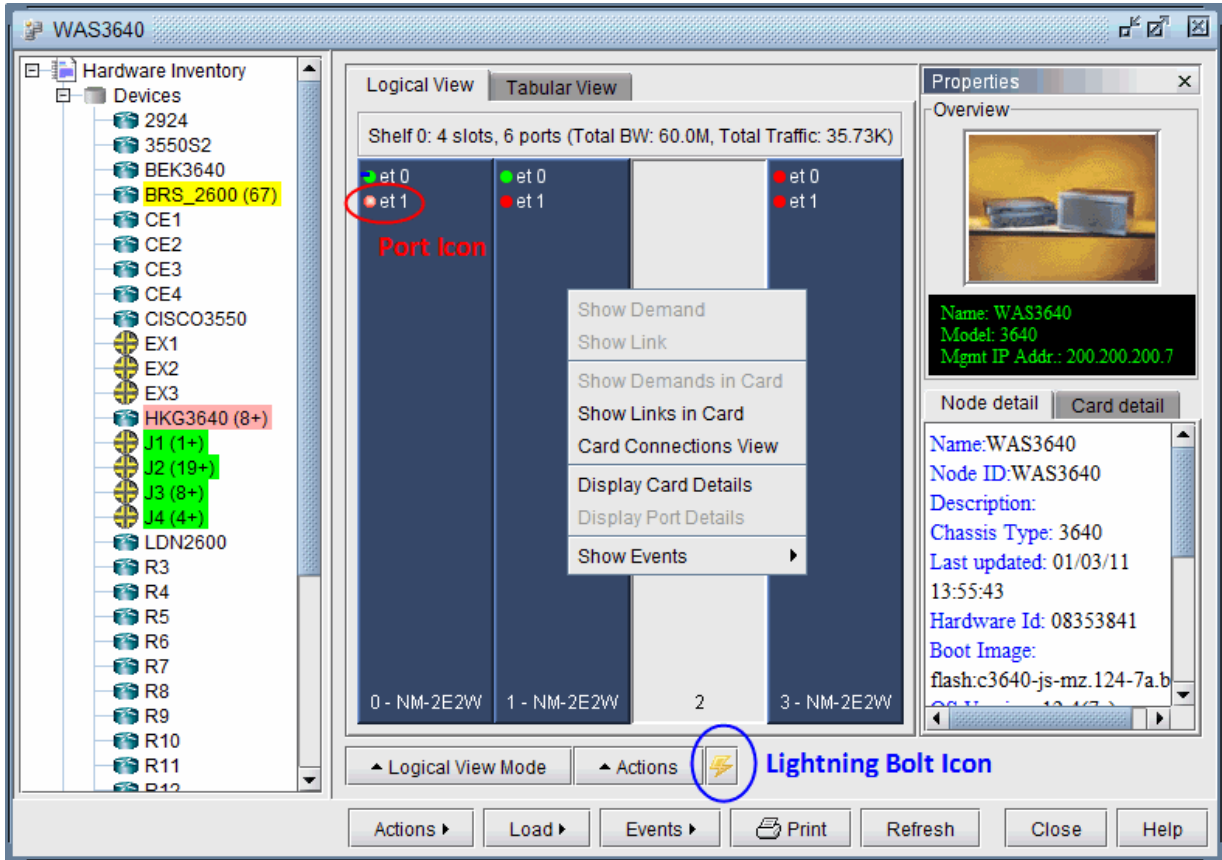 WAS3640
Hardware Inventory
Devices
2924
3550S2
BEK3640
BRS_2600 (67)
CE1
CE2
CE3
CE4
CISCO3550
EX1
EX2
EX3
HKG3640 (8+)
J1 (1+)
J2 (19+)
J3 (8+)
J4 (4+)
LDN2600
R3
R4
R5
R6
R7
R8
R9
R10
R11
R12
Logical View Tabular View
Shelf 0: 4 slots, 6 ports (Total BW: 60.0M, Total Traffic: 35.73K)
et 0 et 0 et 0
et 1 et 1 et 1
Port Icon
Show Demand
Show Link
Show Demands in Card
Show Links in Card
Card Connections View
Display Card Details
Display Port Details
Show Events
0 - NM-2E2W 1 - NM-2E2W 2 3 - NM-2E2W
Logical View Mode Actions Lightning Bolt Icon
Properties
Overview
Name: WAS3640
Model: 3640
Mgmt IP Addr.: 200.200.200.7
Node detail Card detail
Name:WAS3640
Node ID:WAS3640
Description:
Chassis Type: 3640
Last updated: 01/03/11
13:55:43
Hardware Id: 08353841
Boot Image:
flash:c3640-js-mz.124-7a.b
Actions Load Events Print Refresh Close Help